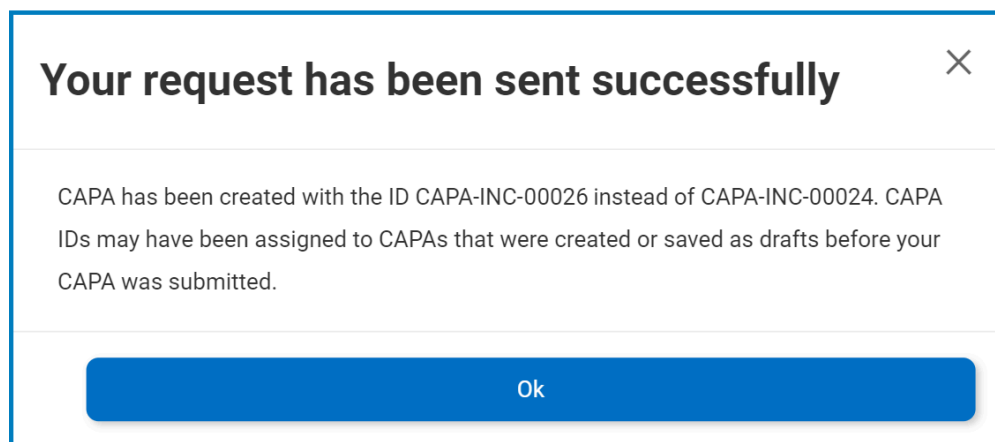 Your request has been sent successfully
CAPA has been created with the ID CAPA-INC-00026 instead of CAPA-INC-00024. CAPA
IDs may have been assigned to CAPAs that were created or saved as drafts before your
CAPA was submitted.
Ok